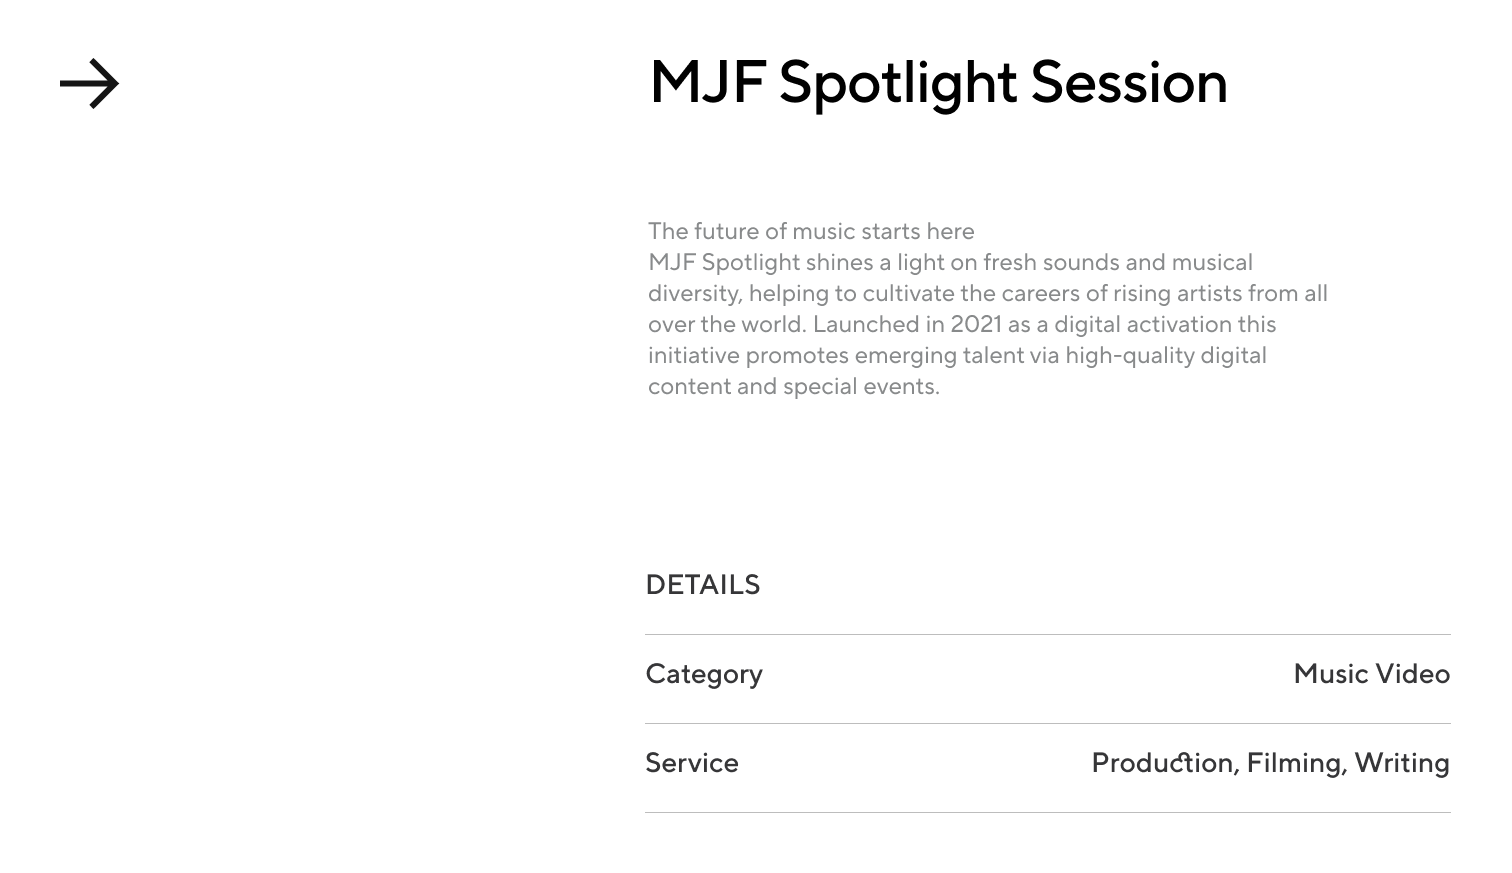 MJF Spotlight Session
The future of music starts here
MJF Spotlight shines a light on fresh sounds and musical
diversity, helping to cultivate the careers of rising artists from all
over the world. Launched in 2021 as a digital activation this
initiative promotes emerging talent via high-quality digital
content and special events.
DETAILS
Category Music Video
Service Production, Filming, Writing